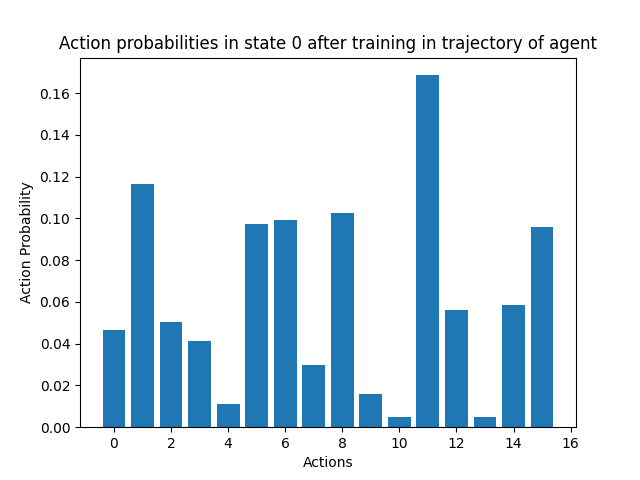 Action probabilities in state 0 after training in trajectory of agent
0.16
0.14
0.12
0.10
0.08
0.06
0.04
0.02
0.00
Action Probability
0 2 4 6 8 10 12 14 16
Actions